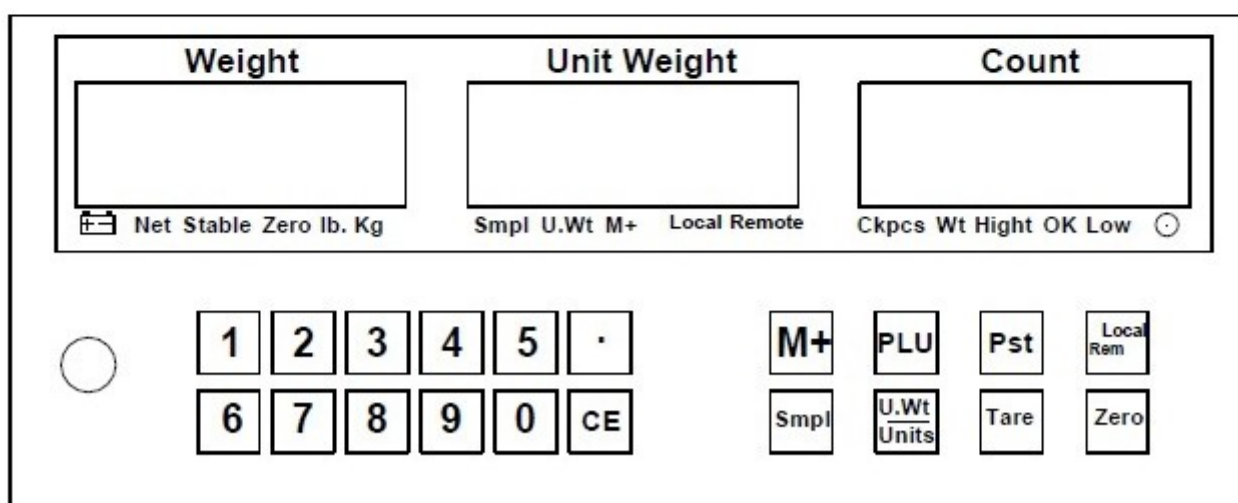 Weight Unit Weight Count
Net Stable Zero lb. Kg Smpl U.Wt M+ Local Remote Ckpcs Wt Hight OK Low
1 2 3 4 5 . M+ PLU Pst Local
Rem
6 7 8 9 0 CE Smpl U.Wt Tare Zero
Units